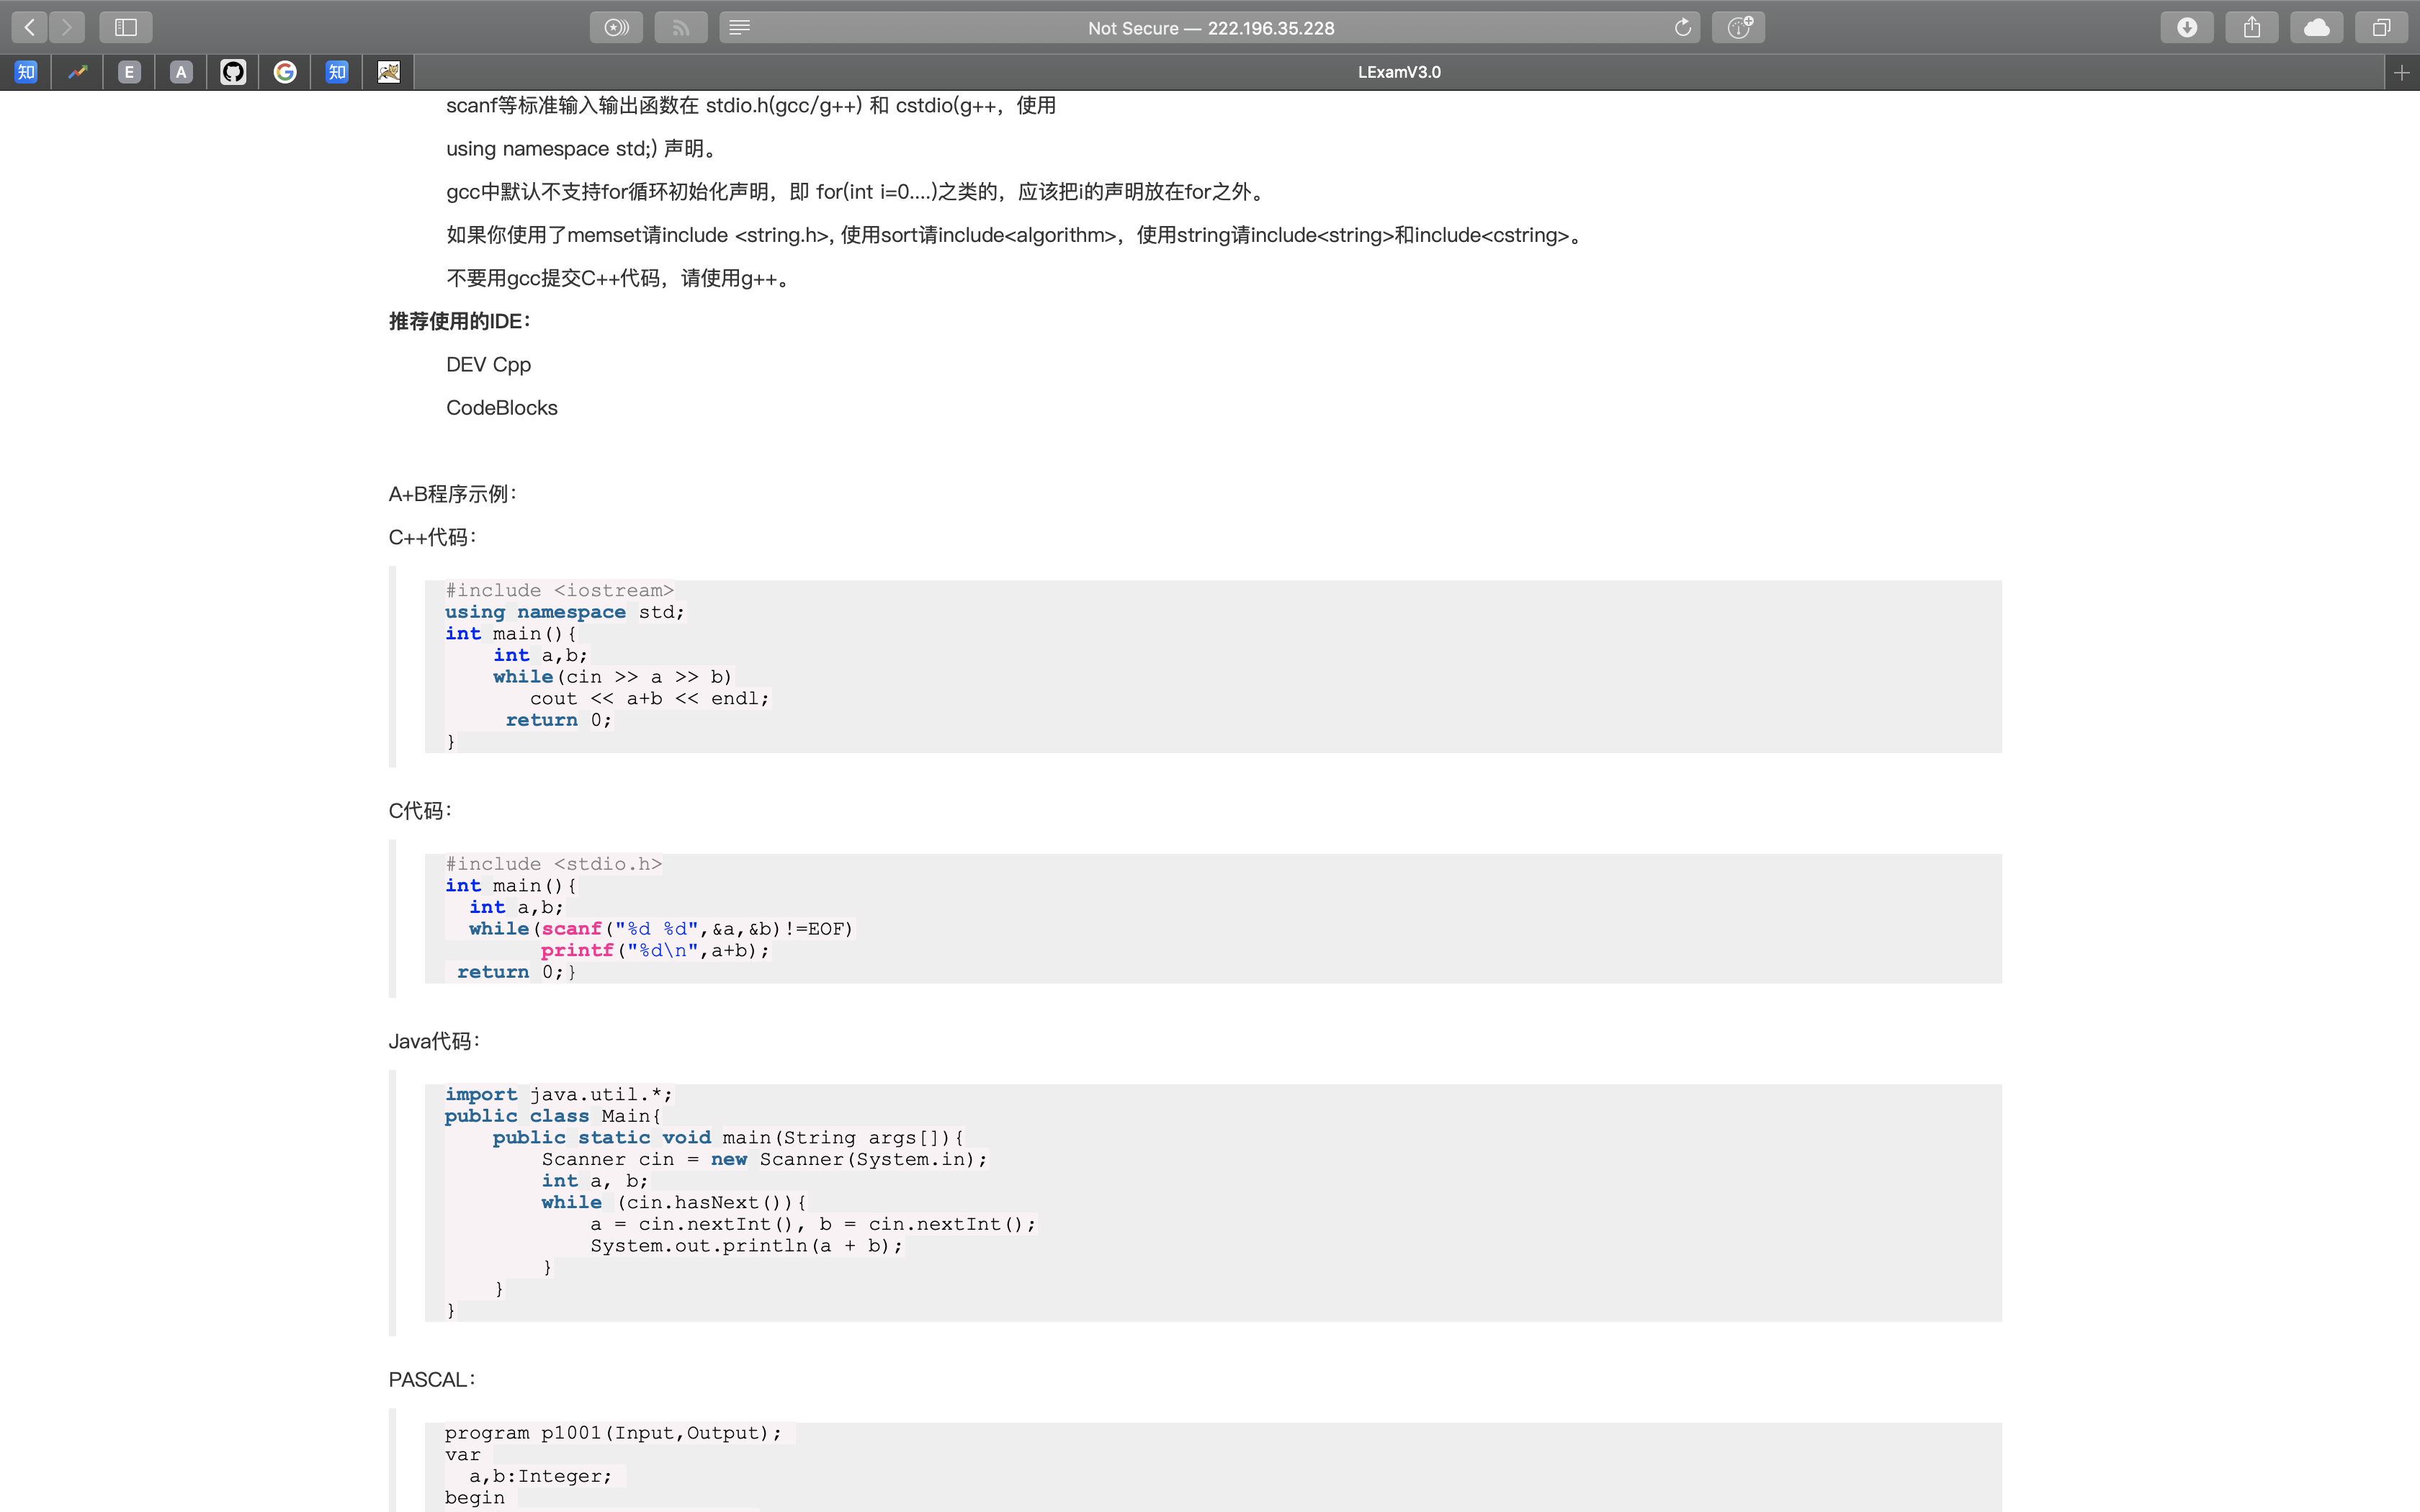 Not Secure — 222.196.35.228
知 E A 知 LExamV3.0
scanf等标准输入输出函数在 stdio.h(gcc/g++) 和 cstdio(g++，使用
using namespace std;) 声明。
gcc中默认不支持for循环初始化声明，即 for(int i=0....)之类的，应该把i的声明放在for之外。
如果你使用了memset请include <string.h>, 使用sort请include<algorithm>，使用string请include<string>和include<cstring>。
不要用gcc提交C++代码，请使用g++。
推荐使用的IDE：
DEV Cpp
CodeBlocks
A+B程序示例：
C++代码：
#include <iostream>
using namespace std;
int main(){
    int a,b;
    while(cin >> a >> b)
       cout << a+b << endl;
     return 0;
}
C代码：
#include <stdio.h>
int main(){
  int a,b;
  while(scanf("%d %d",&a,&b)!=EOF)
        printf("%d\n",a+b);
 return 0;}
Java代码：
import java.util.*;
public class Main{
    public static void main(String args[]){
        Scanner cin = new Scanner(System.in);
        int a, b;
        while (cin.hasNext()){
            a = cin.nextInt(), b = cin.nextInt();
            System.out.println(a + b);
        }
    }
}
PASCAL：
program p1001(Input,Output);
var
  a,b:Integer;
begin